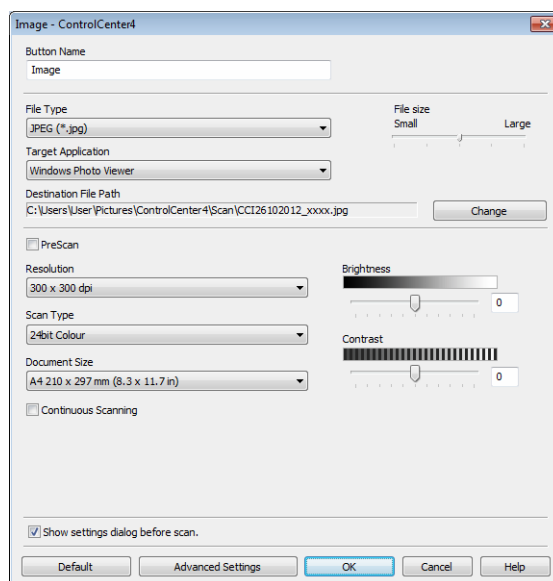 Image - ControlCenter4
Button Name
Image
File Type
JPEG (*.jpg)
File size
Small Large
Target Application
Windows Photo Viewer
Destination File Path
C:\Users\User\Pictures\ControlCenter4\Scan\CCI26102012_xxxx.jpg Change
PreScan
Resolution
300 x 300 dpi
Brightness
0
Scan Type
24bit Colour
Contrast
0
Document Size
A4 210 x 297 mm (8.3 x 11.7 in)
Continuous Scanning
Show settings dialog before scan.
Default Advanced Settings OK Cancel Help